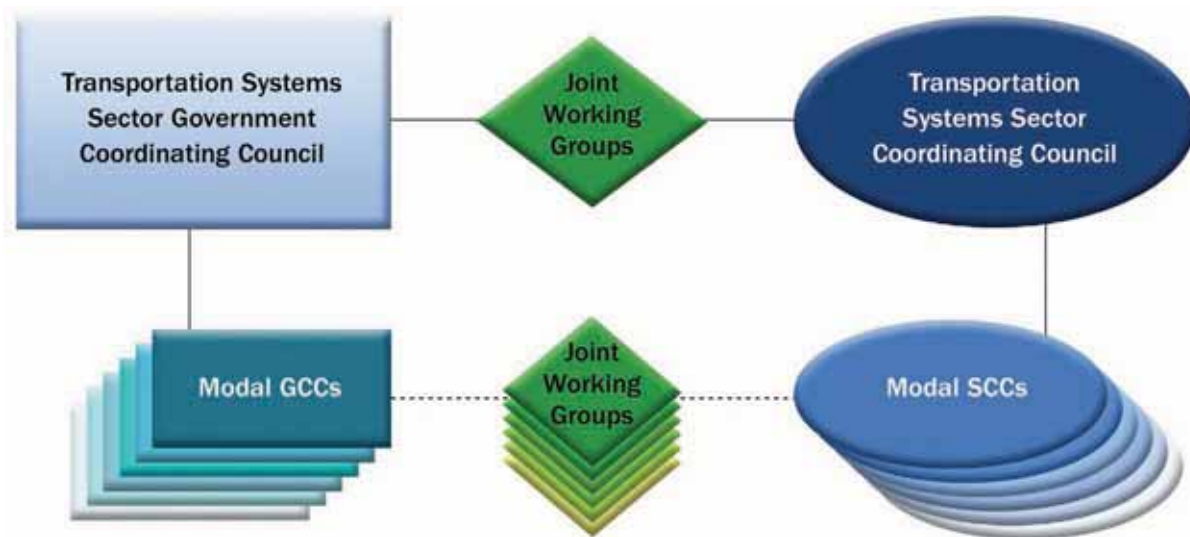 Transportation Systems
Sector Government
Coordinating Council
Joint
Working
Groups
Transportation
Systems Sector
Coordinating Council
Modal GCCs
Joint
Working
Groups
Modal SCCs